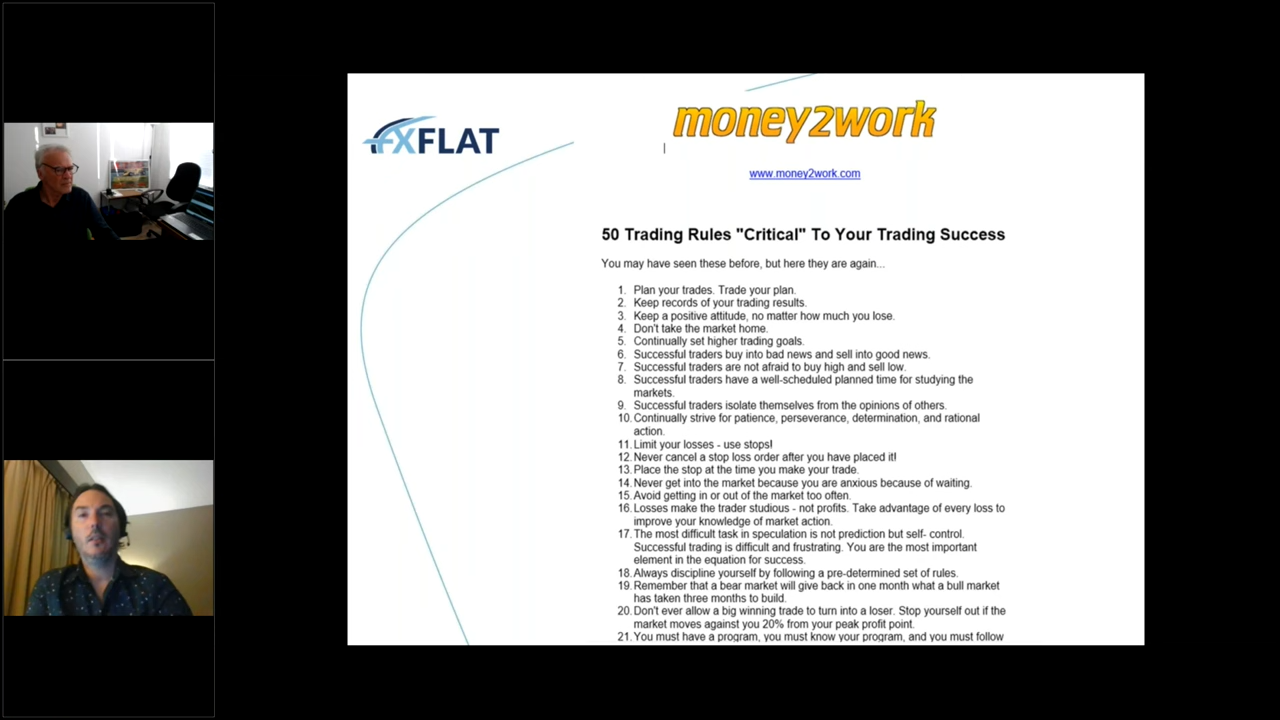 FXFLAT
money2work
www.money2work.com
50 Trading Rules "Critical" To Your Trading Success
You may have seen these before, but here they are again...
1. Plan your trades. Trade your plan.
2. Keep records of your trading results.
3. Keep a positive attitude, no matter how much you lose.
4. Don't take the market home.
5. Continually set higher trading goals.
6. Successful traders buy into bad news and sell into good news.
7. Successful traders are not afraid to buy high and sell low.
8. Successful traders have a well-scheduled planned time for studying the
markets.
9. Successful traders isolate themselves from the opinions of others.
10. Continually strive for patience, perseverance, determination, and rational
action.
11. Limit your losses - use stops!
12. Never cancel a stop loss order after you have placed it!
13. Place the stop at the time you make your trade.
14. Never get into the market because you are anxious because of waiting.
15. Avoid getting in or out of the market too often.
16. Losses make the trader studious - not profits. Take advantage of every loss to
improve your knowledge of market action.
17. The most difficult task in speculation is not prediction but self- control.
Successful trading is difficult and frustrating. You are the most important
element in the equation for success.
18. Always discipline yourself by following a pre-determined set of rules.
19. Remember that a bear market will give back in one month what a bull market
has taken three months to build.
20. Don't ever allow a big winning trade to turn into a loser. Stop yourself out if the
market moves against you 20% from your peak profit point.
21. You must have a program, you must know your program, and you must follow